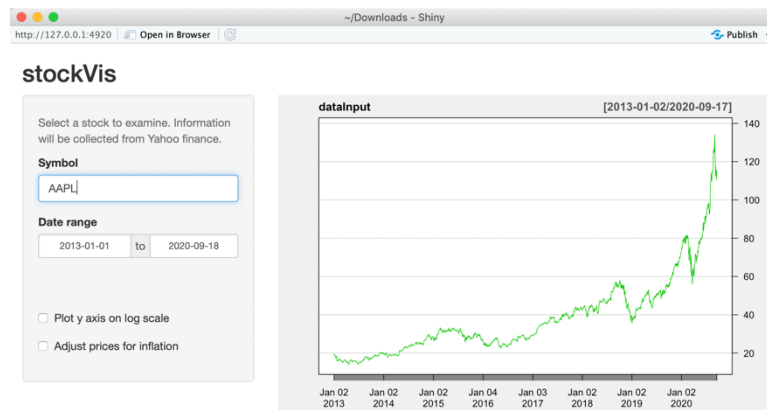 ~/Downloads - Shiny
http://127.0.0.1:4920 Open in Browser Publish
stockVis
Select a stock to examine. Information
will be collected from Yahoo finance.
Symbol
AAPL
Date range
2013-01-01 to 2020-09-18
Plot y axis on log scale
Adjust prices for inflation
dataInput [2013-01-02/2020-09-17]
140
120
100
80
60
40
20
Jan 02 Jan 02 Jan 02 Jan 04 Jan 03 Jan 02 Jan 02 Jan 02
2013 2014 2015 2016 2017 2018 2019 2020